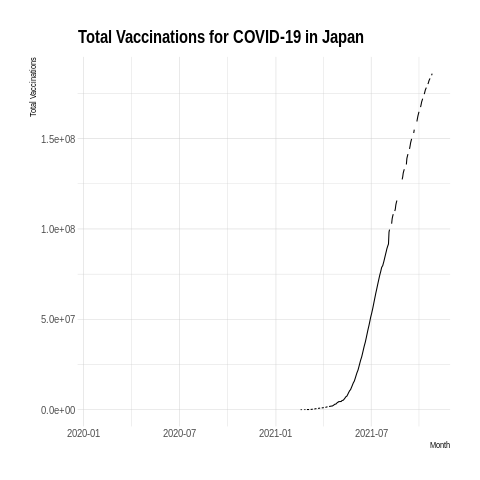 Total Vaccinations for COVID-19 in Japan
Total Vaccinations
1.5e+08
1.0e+08
5.0e+07
0.0e+00
2020-01 2020-07 2021-01 2021-07
Month